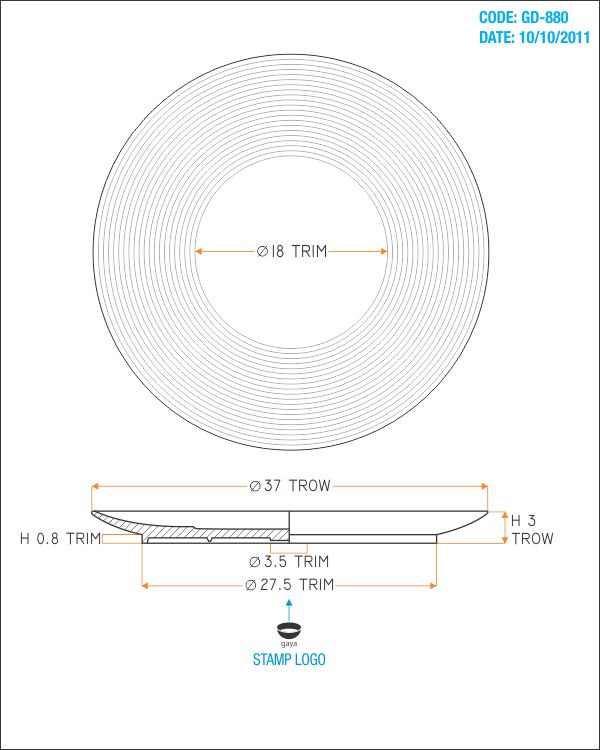 CODE: GD-880
DATE: 10/10/2011
Ø18 TRIM
Ø37 TROW
H 3
TROW
H 0.8 TRIM
Ø3.5 TRIM
Ø27.5 TRIM
gaya
STAMP LOGO